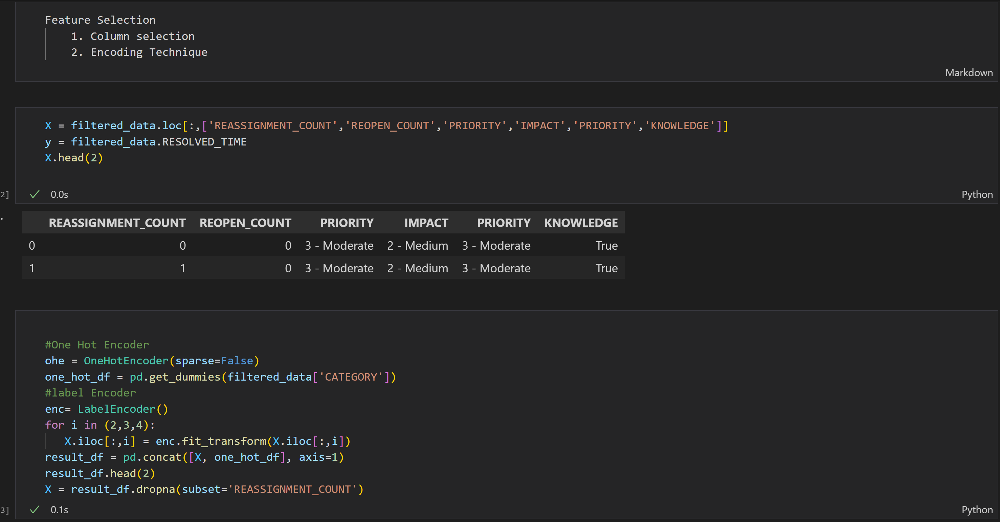 Feature Selection
1. Column selection
2. Encoding Technique
Markdown
X = filtered_data.loc[:,['REASSIGNMENT_COUNT','REOPEN_COUNT','PRIORITY','IMPACT','PRIORITY','KNOWLEDGE']]
y = filtered_data.RESOLVED_TIME
X.head(2)
2] 0.0s Python
REASSIGNMENT_COUNT REOPEN_COUNT PRIORITY IMPACT PRIORITY KNOWLEDGE
0 0 0 3 - Moderate 2 - Medium 3 - Moderate True
1 1 0 3 - Moderate 2 - Medium 3 - Moderate True
#One Hot Encoder
ohe = OneHotEncoder(sparse=False)
one_hot_df = pd.get_dummies(filtered_data['CATEGORY'])
#label Encoder
enc= LabelEncoder()
for i in (2,3,4):
X.iloc[:,i] = enc.fit_transform(X.iloc[:,i])
result_df = pd.concat([X, one_hot_df], axis=1)
result_df.head(2)
X = result_df.dropna(subset='REASSIGNMENT_COUNT')
3] 0.1s Python